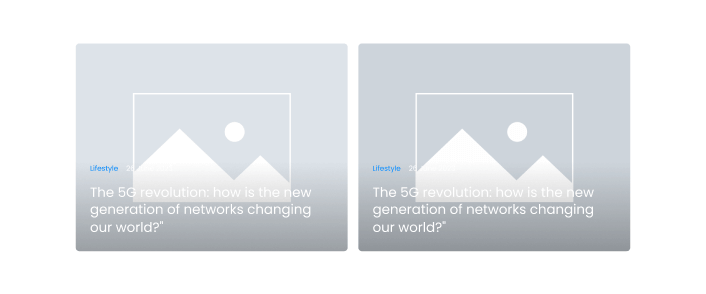 Lifestyle
The 5G revolution: how is the new
generation of networks changing
our world?"
Lifestyle
The 5G revolution: how is the new
generation of networks changing
our world?"